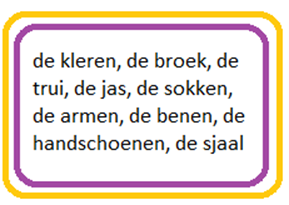 de kleren, de broek, de
trui, de jas, de sokken,
de armen, de benen, de
handschoenen, de sjaal